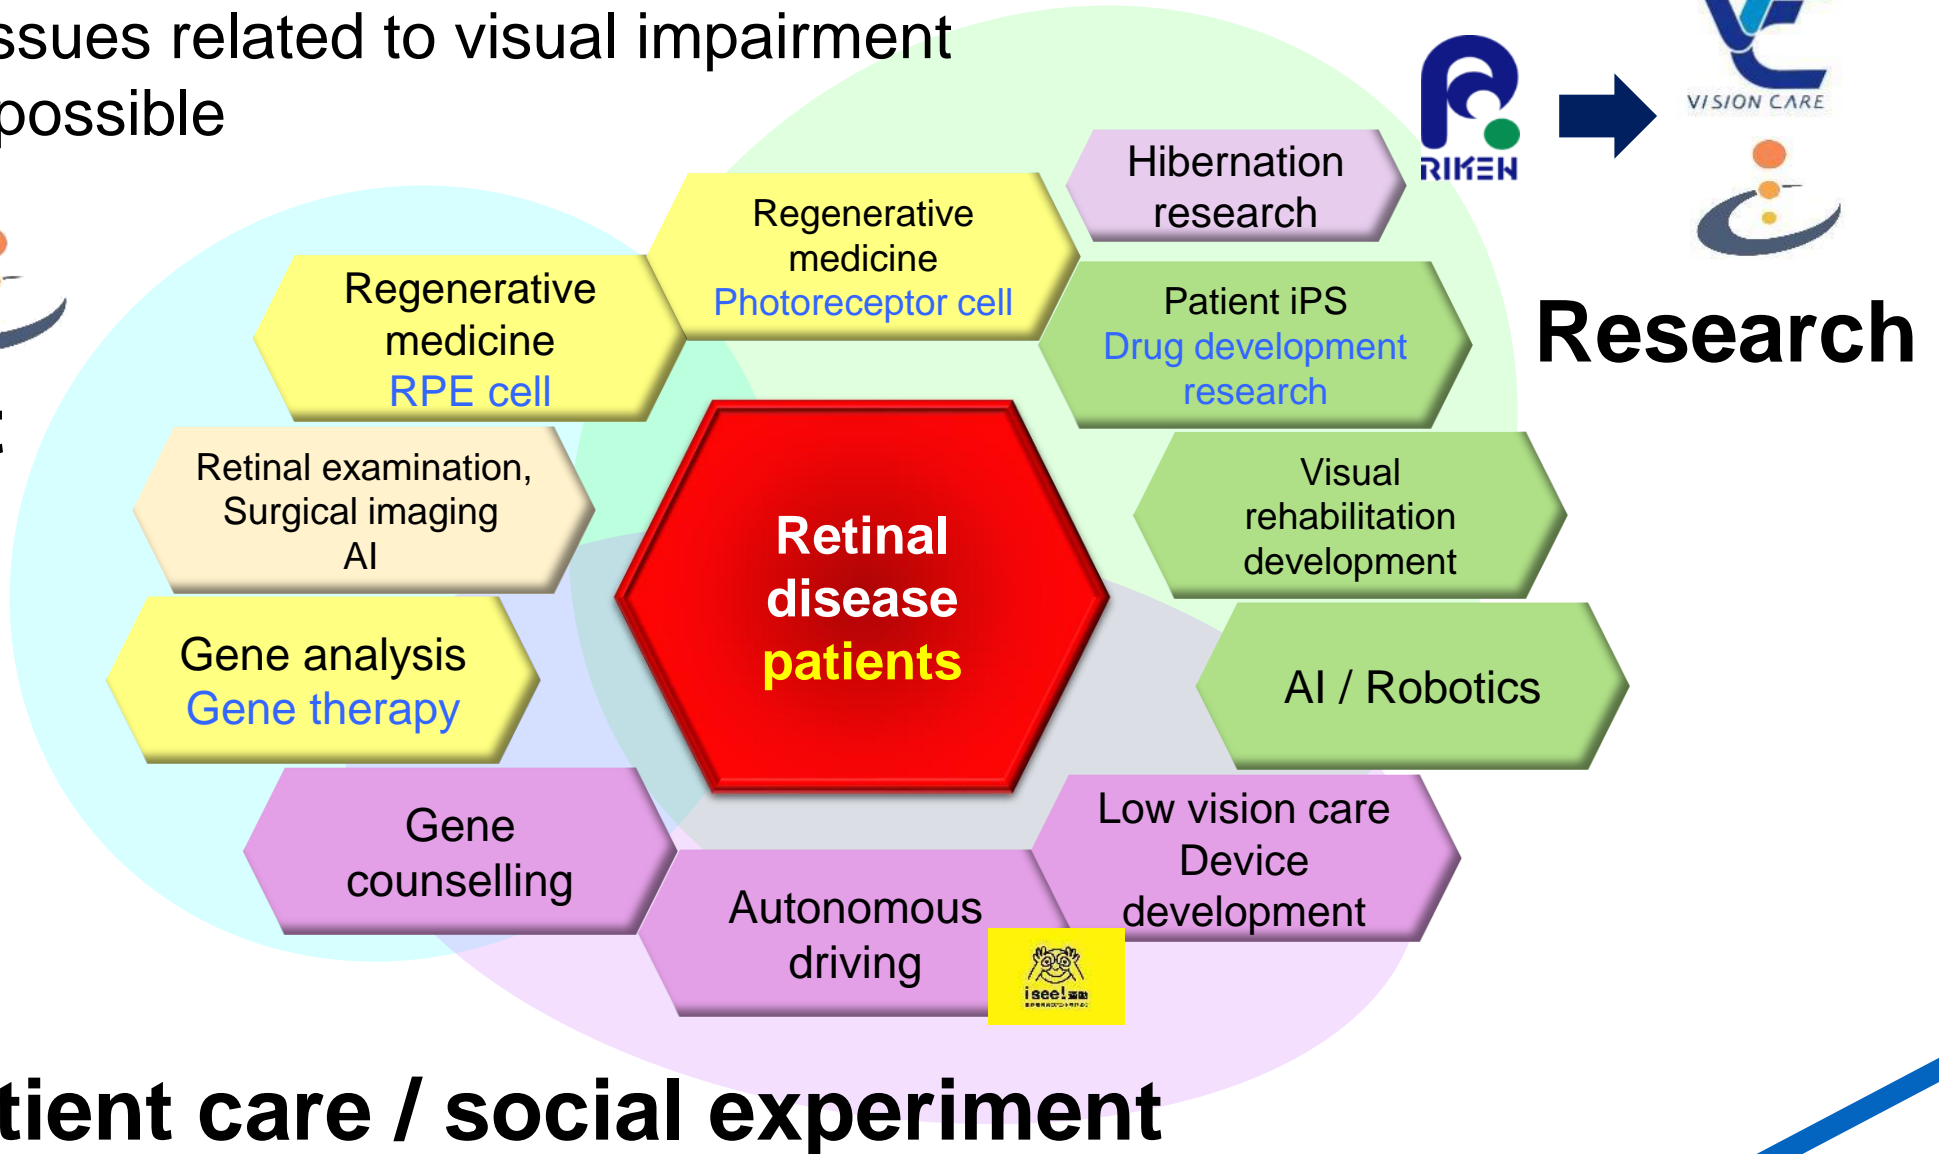 ssues related to visual impairment
possible
VISION CARE
RIKEN
Hibernation
research
Regenerative
medicine
Photoreceptor cell
Regenerative
medicine
RPE cell
Patient iPS
Drug development
research
Research
t
Retinal examination,
Surgical imaging
AI
Visual
rehabilitation
development
Retinal
disease
patients
Gene analysis
Gene therapy
AI / Robotics
Gene
counselling
Low vision care
Device
development
Autonomous
driving
isee!運動
tient care / social experiment